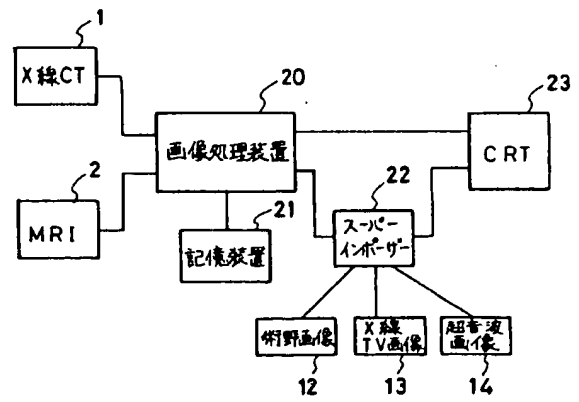 1
X線CT
20
画像処理装置
23
CRT
2
MRI
21
記憶装置
22
スーパー
インポーザー
術野画像
12
X線
TV画像
13
超音波
画像
14